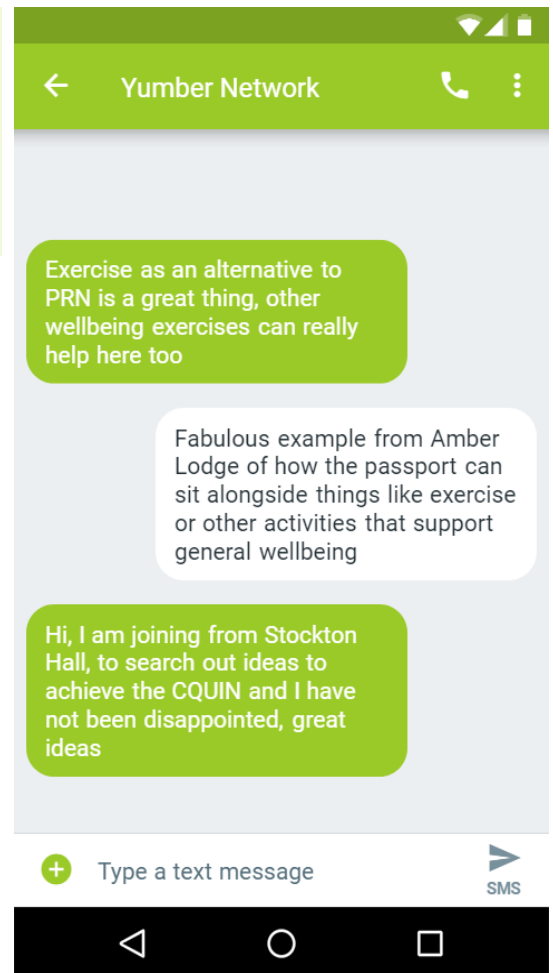 Yumber Network
Exercise as an alternative to
PRN is a great thing, other
wellbeing exercises can really
help here too
Fabulous example from Amber
Lodge of how the passport can
sit alongside things like exercise
or other activities that support
general wellbeing
Hi, I am joining from Stockton
Hall, to search out ideas to
achieve the CQUIN and I have
not been disappointed, great
ideas
Type a text message
SMS